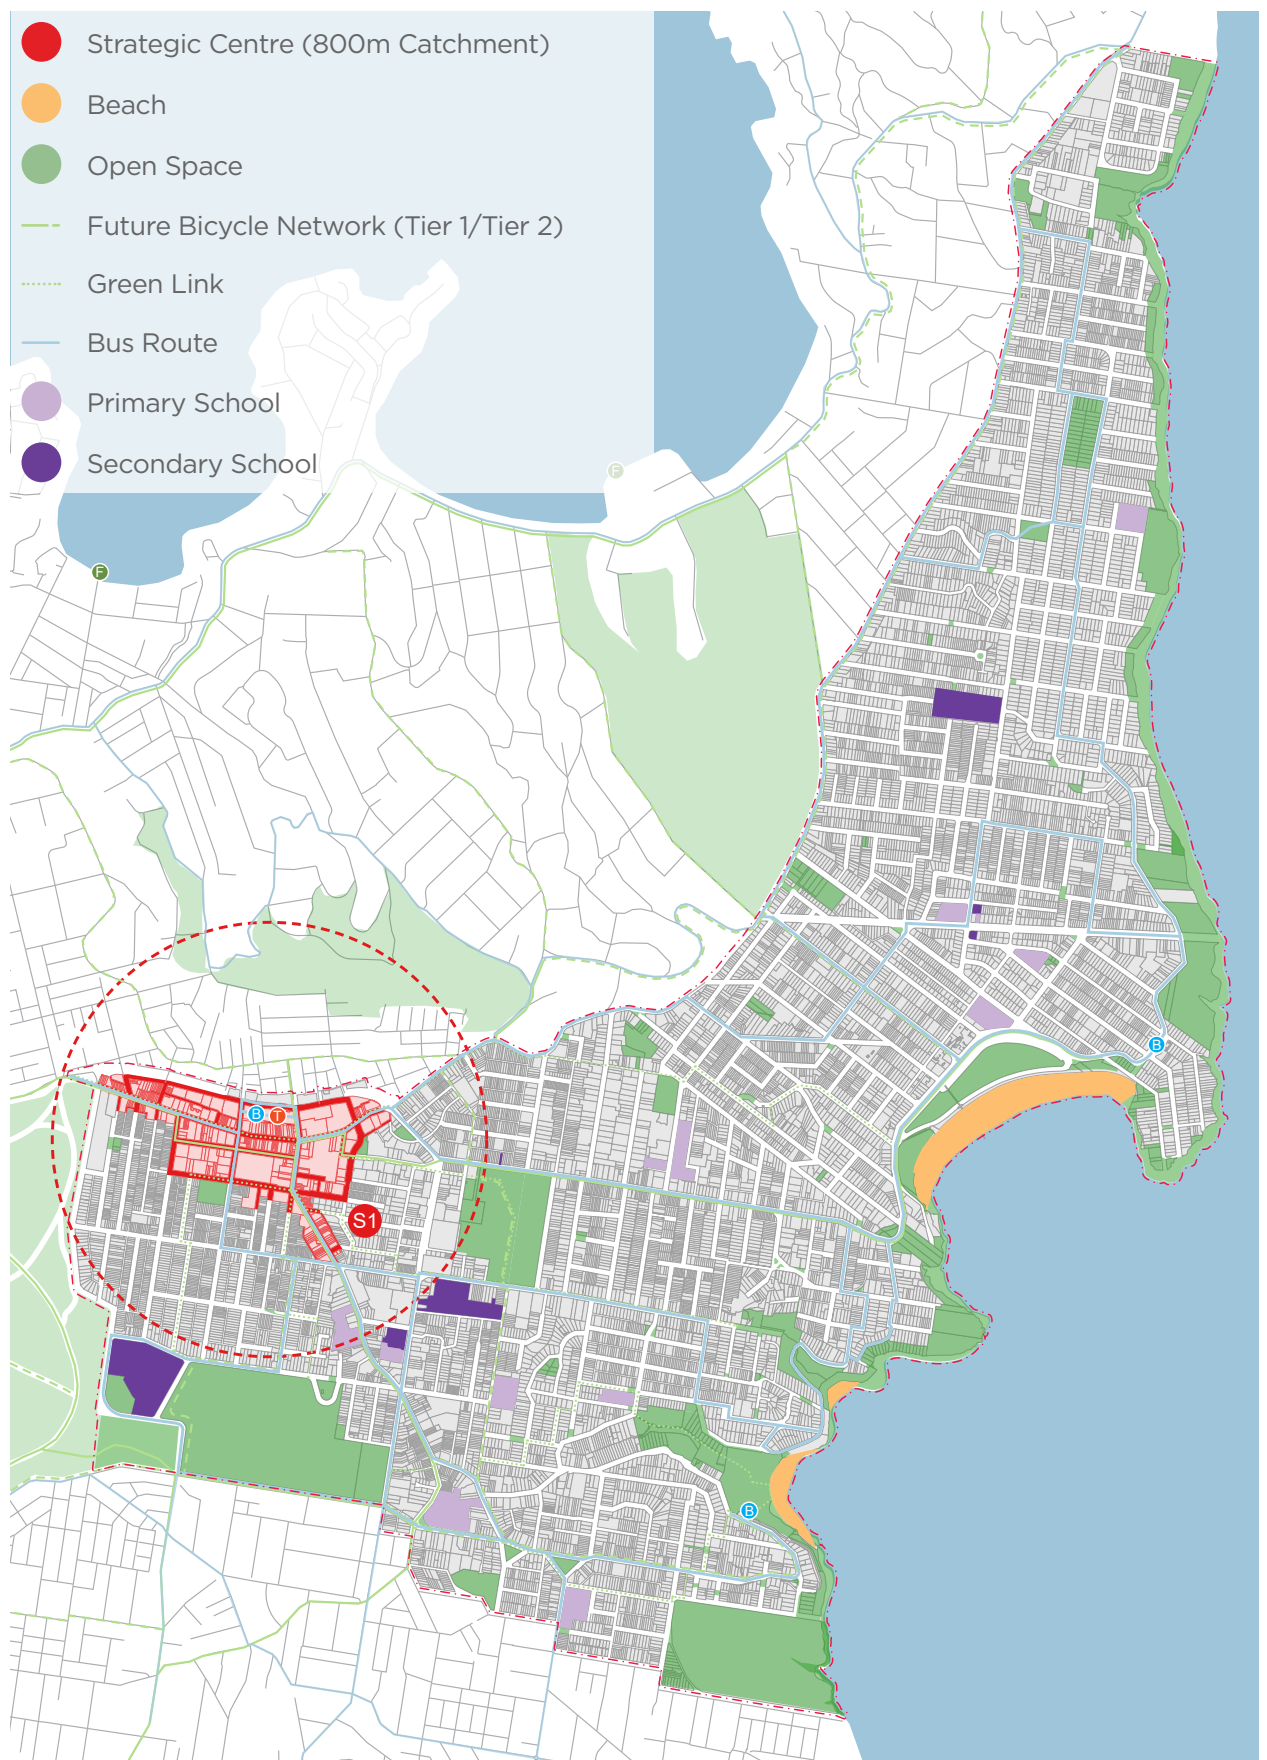 Strategic Centre (800m Catchment)
Beach
Open Space
Future Bicycle Network (Tier 1/Tier 2)
Green Link
Bus Route
Primary School
Secondary School
F
F
B
B
T
S1
B